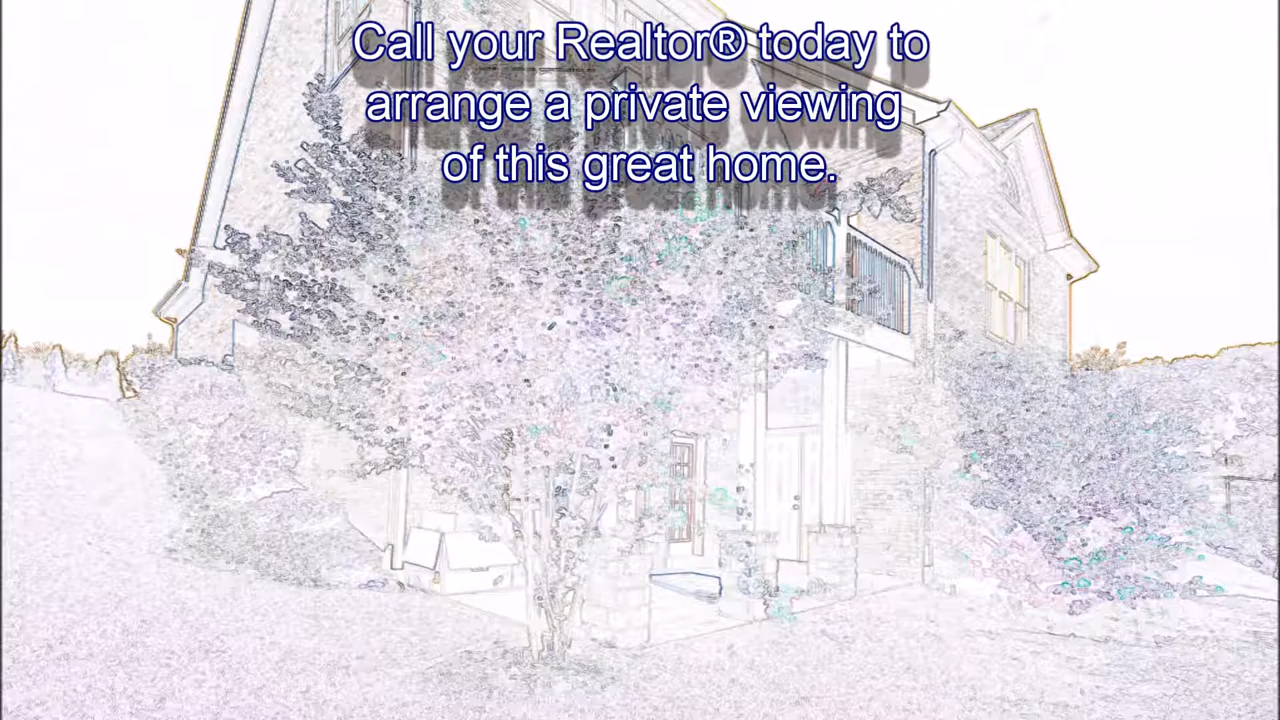 Call your Realtor® today to
arrange a private viewing
of this great home.